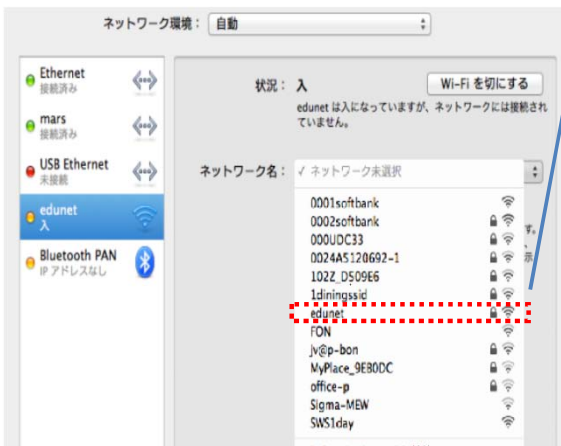 ネットワーク環境： 自動
Ethernet
接続済み
mars
接続済み
USB Ethernet
未接続
edunet
入
Bluetooth PAN
IP アドレスなし
状況： 入
Wi-Fi を切にする
edunet は入になっていますが、ネットワークには接続され
ていません。
ネットワーク名： ✓ ネットワーク未選択
0001softbank
0002softbank
000UDC33
0024A5120692-1
102Z_D509E6
1diningssid
edunet
FON
jv@p-bon
MyPlace_9EB0DC
office-p
Sigma-MEW
SWS1day
す。
、
示